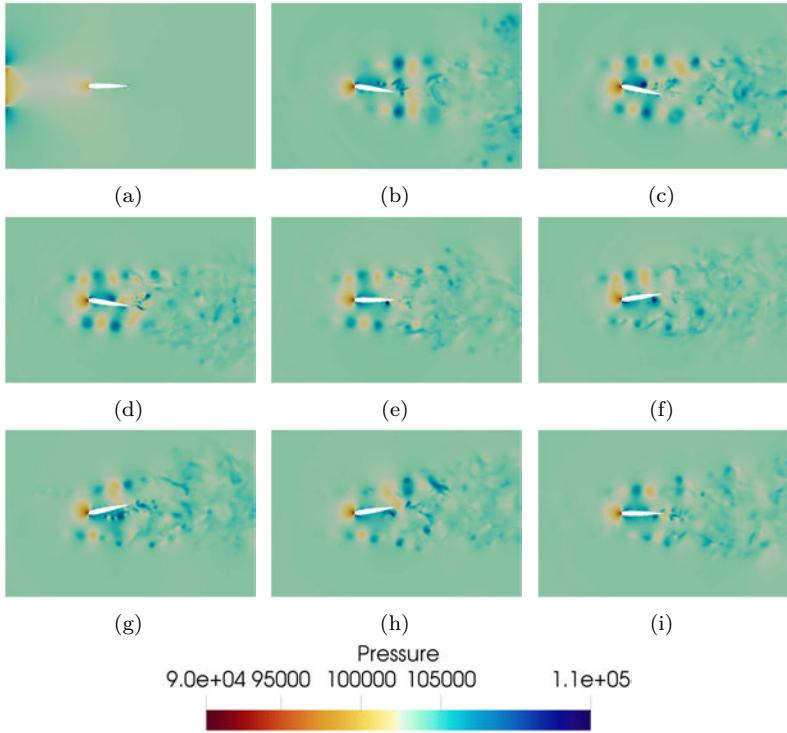 (a) (b) (c)
(d) (e) (f)
(g) (h) (i)
Pressure
9.0e+04 95000 100000 105000 1.1e+05